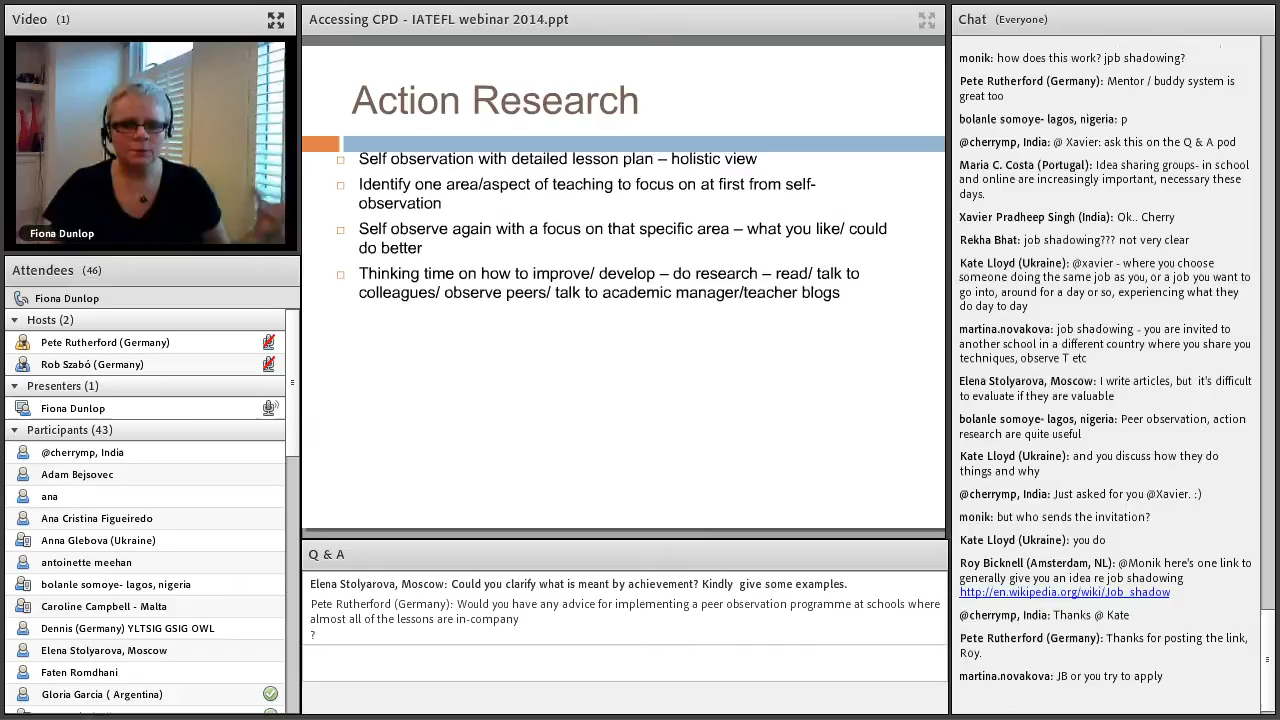 Video (1)
Fiona Dunlop
Attendees (46)
Fiona Dunlop
Hosts (2)
Pete Rutherford (Germany)
Rob Szabó (Germany)
Presenters (1)
Fiona Dunlop
Participants (43)
@cherrymp, India
Adam Bejsovec
ana
Ana Cristina Figueiredo
Anna Glebova (Ukraine)
antoinette meehan
bolanle somoye- lagos, nigeria
Caroline Campbell - Malta
Dennis (Germany) YLTSIG GSIG OWL
Elena Stolyarova, Moscow
Faten Romdhani
Gloria Garcia ( Argentina)
Accessing CPD - IATEFL webinar 2014.ppt
Action Research
Self observation with detailed lesson plan – holistic view
Identify one area/aspect of teaching to focus on at first from self-
observation
Self observe again with a focus on that specific area – what you like/ could
do better
Thinking time on how to improve/ develop – do research – read/ talk to
colleagues/ observe peers/ talk to academic manager/teacher blogs
Q & A
Elena Stolyarova, Moscow: Could you clarify what is meant by achievement? Kindly  give some examples.
Pete Rutherford (Germany): Would you have any advice for implementing a peer observation programme at schools where
almost all of the lessons are in-company
?
Chat (Everyone)
monik: how does this work? jpb shadowing?
Pete Rutherford (Germany): Mentor / buddy system is
great too
bolanle somoye- lagos, nigeria: p
@cherrymp, India: @ Xavier: ask this on the Q & A pod
Maria C. Costa (Portugal): Idea sharing groups- in school
and online are increasingly important, necessary these
days.
Xavier Pradheep Singh (India): Ok.. Cherry
Rekha Bhat: job shadowing??? not very clear
Kate Lloyd (Ukraine): @xavier - where you choose
someone doing the same job as you, or a job you want to
go into, around for a day or so, experiencing what they
do day to day
martina.novakova: job shadowing - you are invited to
another school in a different country where you share you
techniques, observe T etc
Elena Stolyarova, Moscow: I write articles, but  it's difficult
to evaluate if they are valuable
bolanle somoye- lagos, nigeria: Peer observation, action
research are quite useful
Kate Lloyd (Ukraine): and you discuss how they do
things and why
@cherrymp, India: Just asked for you @Xavier. :)
monik: but who sends the invitation?
Kate Lloyd (Ukraine): you do
Roy Bicknell (Amsterdam, NL): @Monik here's one link to
generally give you an idea re job shadowing
http://en.wikipedia.org/wiki/Job_shadow
@cherrymp, India: Thanks @ Kate
Pete Rutherford (Germany): Thanks for posting the link,
Roy.
martina.novakova: JB or you try to apply